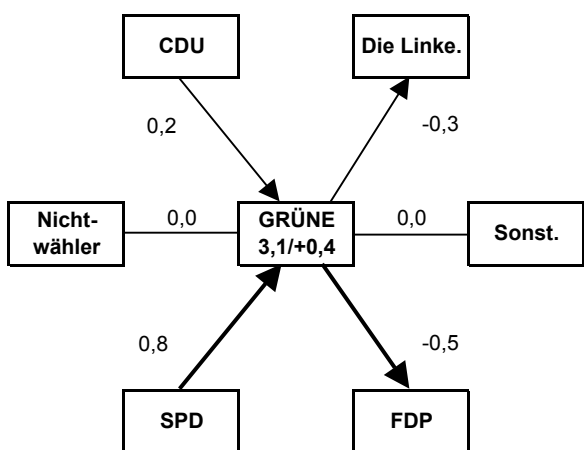 CDU
Die Linke.
0,2
-0,3
Nicht-
wähler
0,0
GRÜNE
3,1/+0,4
0,0
Sonst.
0,8
-0,5
SPD
FDP